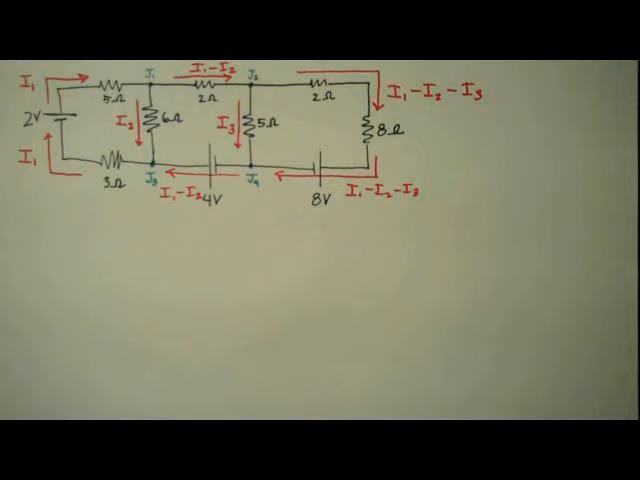 I₁ J₁ I₁-I₂ J₂
5Ω 2Ω 2Ω I₁-I₂-I₃
2V I₂ 6Ω I₃ 5Ω 8Ω
I₁ J₃ J₄
3Ω I₁-I₂ 4V 8V I₁-I₂-I₃